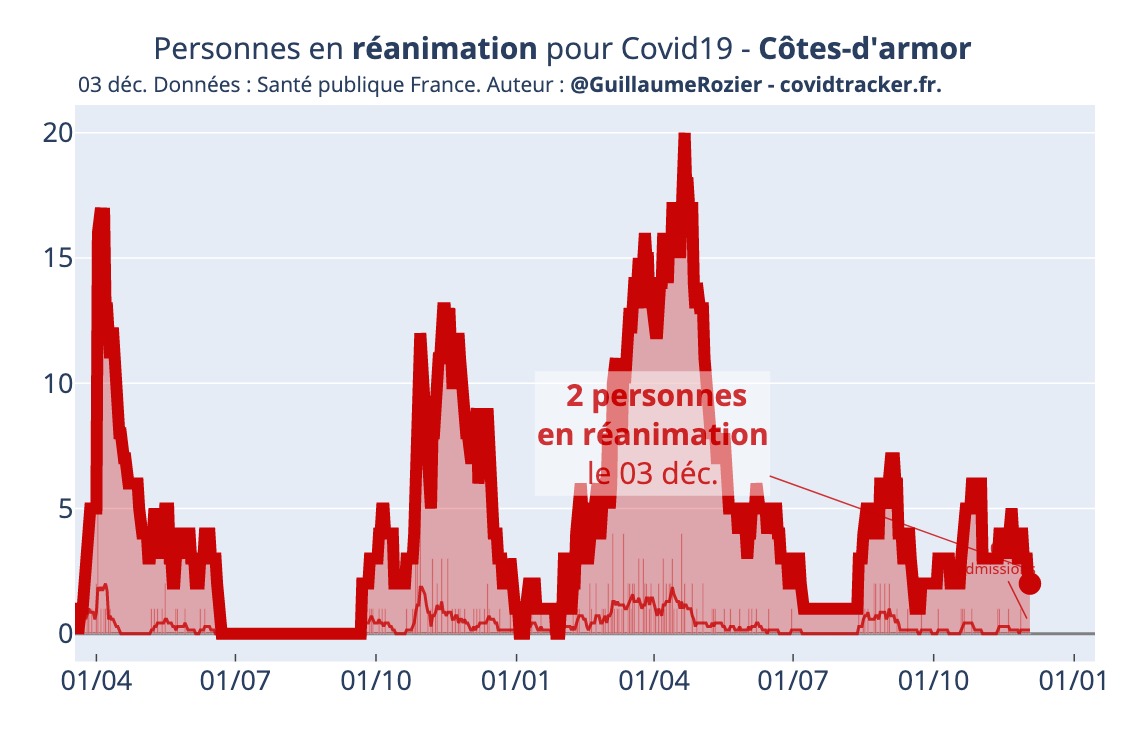 Personnes en réanimation pour Covid19 - Côtes-d'armor
03 déc. Données : Santé publique France. Auteur : @GuillaumeRozier - covidtracker.fr.
20
15
10
5
0
2 personnes
en réanimation
le 03 déc.
dmissions
01/04 01/07 01/10 01/01 01/04 01/07 01/10 01/01